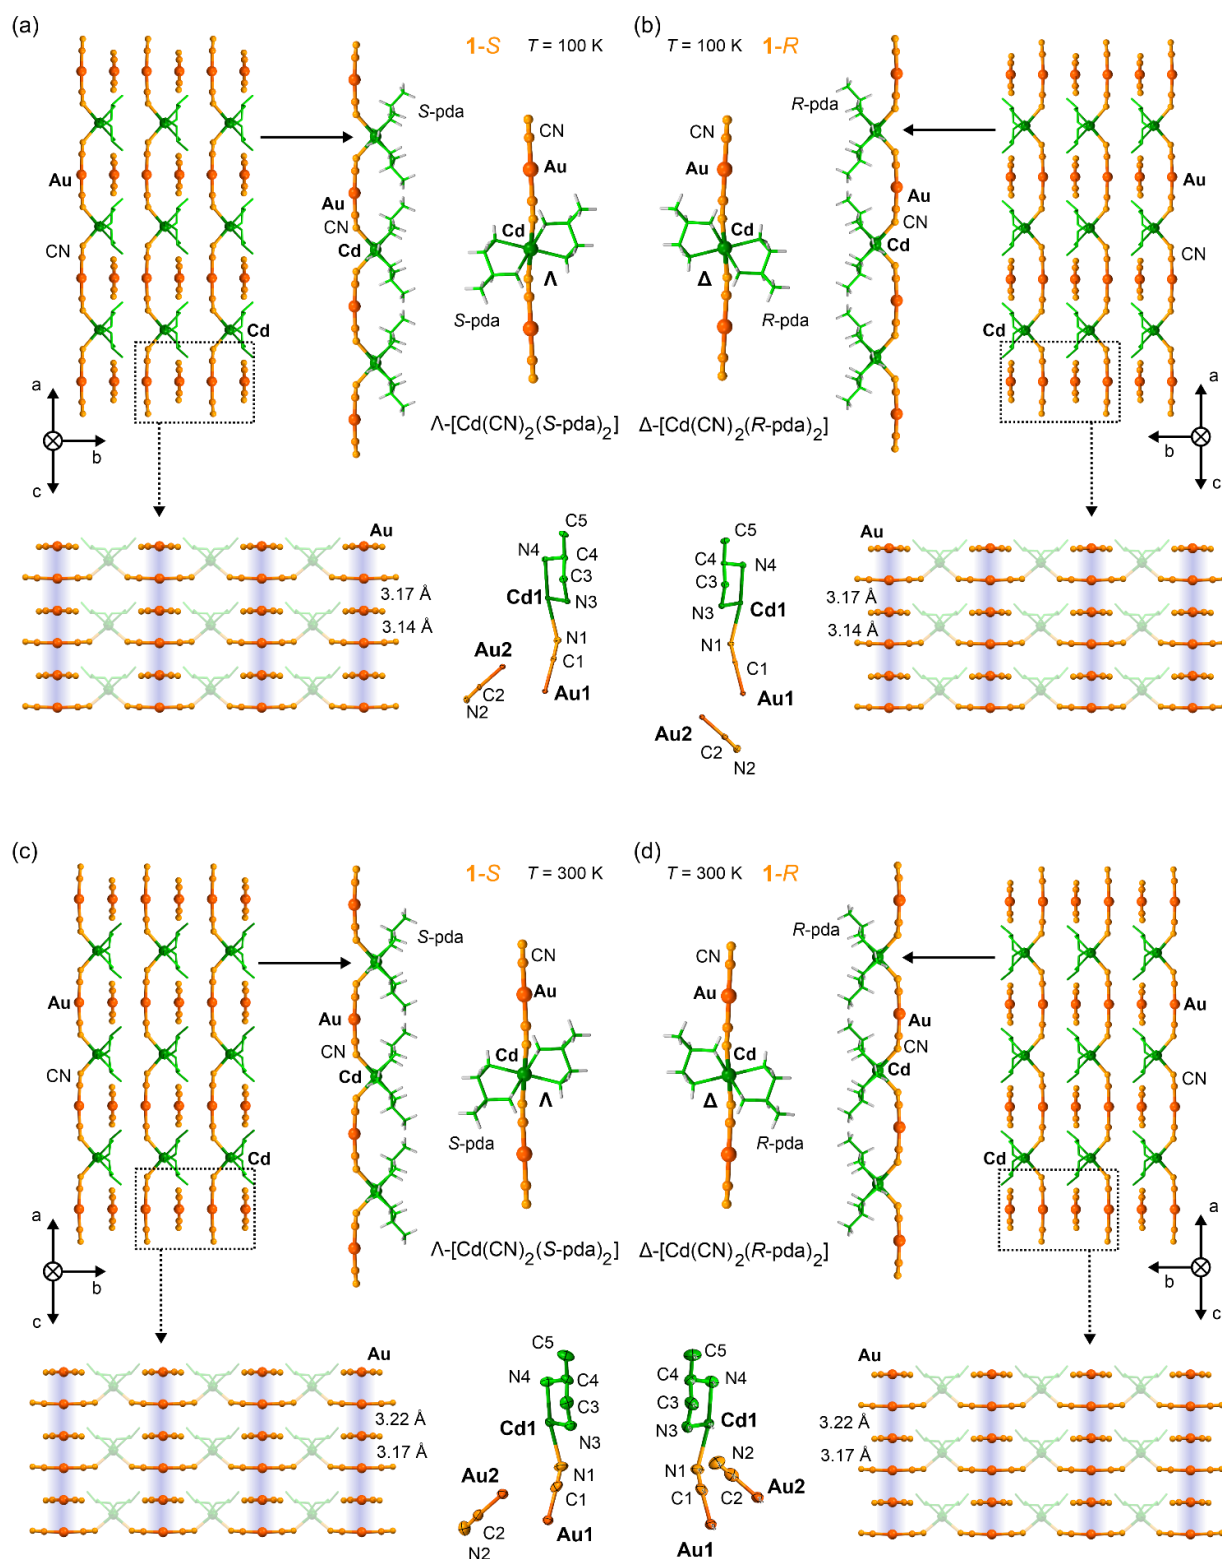 (a)
1-S T = 100 K
S-pda
CN
Au
Au
Au
CN
Cd
CN
Cd
Λ
S-pda
Cd
a
b
c
Λ-[Cd(CN)2(S-pda)2]
Au
3.17 Å
3.14 Å
C5
N4
C4
C3
Cd1
N3
N1
C1
Au2
C2
N2
Au1
(b)
T = 100 K 1-R
R-pda
CN
Au
Au
Au
CN
Cd
Cd
CN
Δ
R-pda
Cd
a
b
c
Δ-[Cd(CN)2(R-pda)2]
Au
3.17 Å
3.14 Å
C5
C4
N4
C3
N3
Cd1
N1
C1
Au1
Au2
C2
N2
(c)
1-S T = 300 K
S-pda
CN
Au
Au
Au
CN
Cd
CN
Cd
Λ
S-pda
Cd
a
b
c
Λ-[Cd(CN)2(S-pda)2]
Au
3.22 Å
3.17 Å
C5
N4
C4
C3
Cd1
N3
N1
C1
Au2
C2
N2
Au1
(d)
T = 300 K 1-R
R-pda
CN
Au
Au
Au
CN
Cd
Cd
CN
Δ
R-pda
Cd
a
b
c
Δ-[Cd(CN)2(R-pda)2]
Au
3.22 Å
3.17 Å
C5
C4
N4
C3
N3
Cd1
N2
N1
C1
C2
Au2
Au1